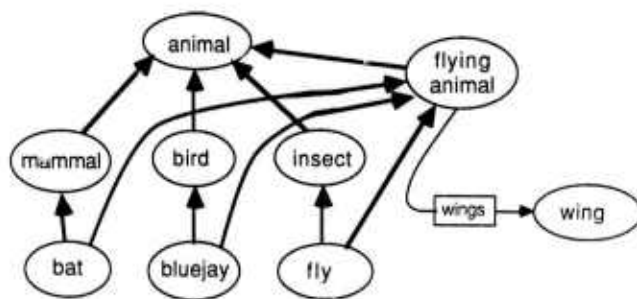 animal
flying
animal
mammal
bird
insect
wings
wing
bat
bluejay
fly